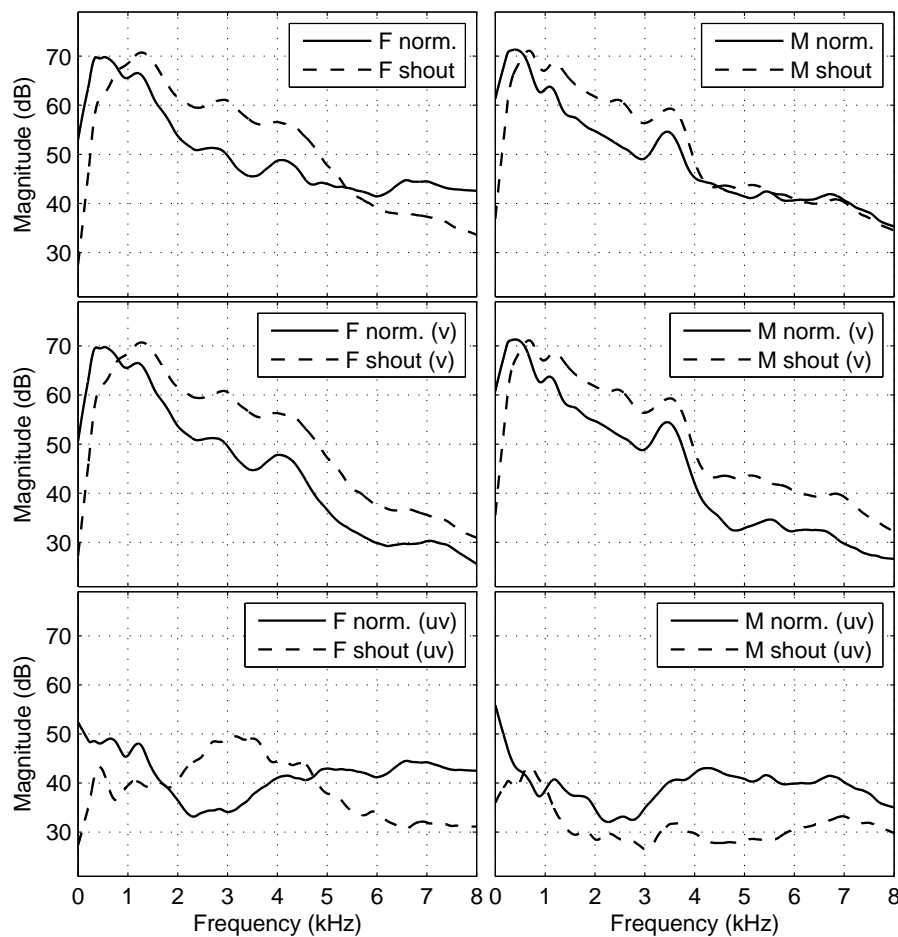 F norm.
F shout
70
60
50
40
30
Magnitude (dB)
M norm.
M shout
F norm. (v)
F shout (v)
70
60
50
40
30
Magnitude (dB)
M norm. (v)
M shout (v)
F norm. (uv)
F shout (uv)
70
60
50
40
30
Magnitude (dB)
0 1 2 3 4 5 6 7 8
Frequency (kHz)
M norm. (uv)
M shout (uv)
0 1 2 3 4 5 6 7 8
Frequency (kHz)